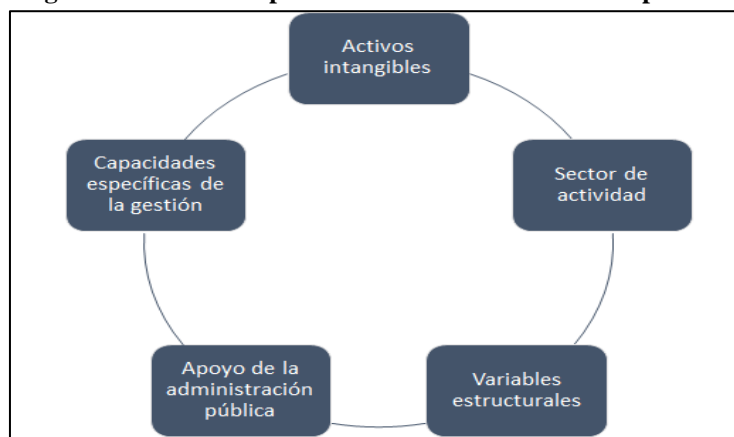 Activos
intangibles
Capacidades
específicas de
la gestión
Sector de
actividad
Apoyo de la
administración
pública
Variables
estructurales